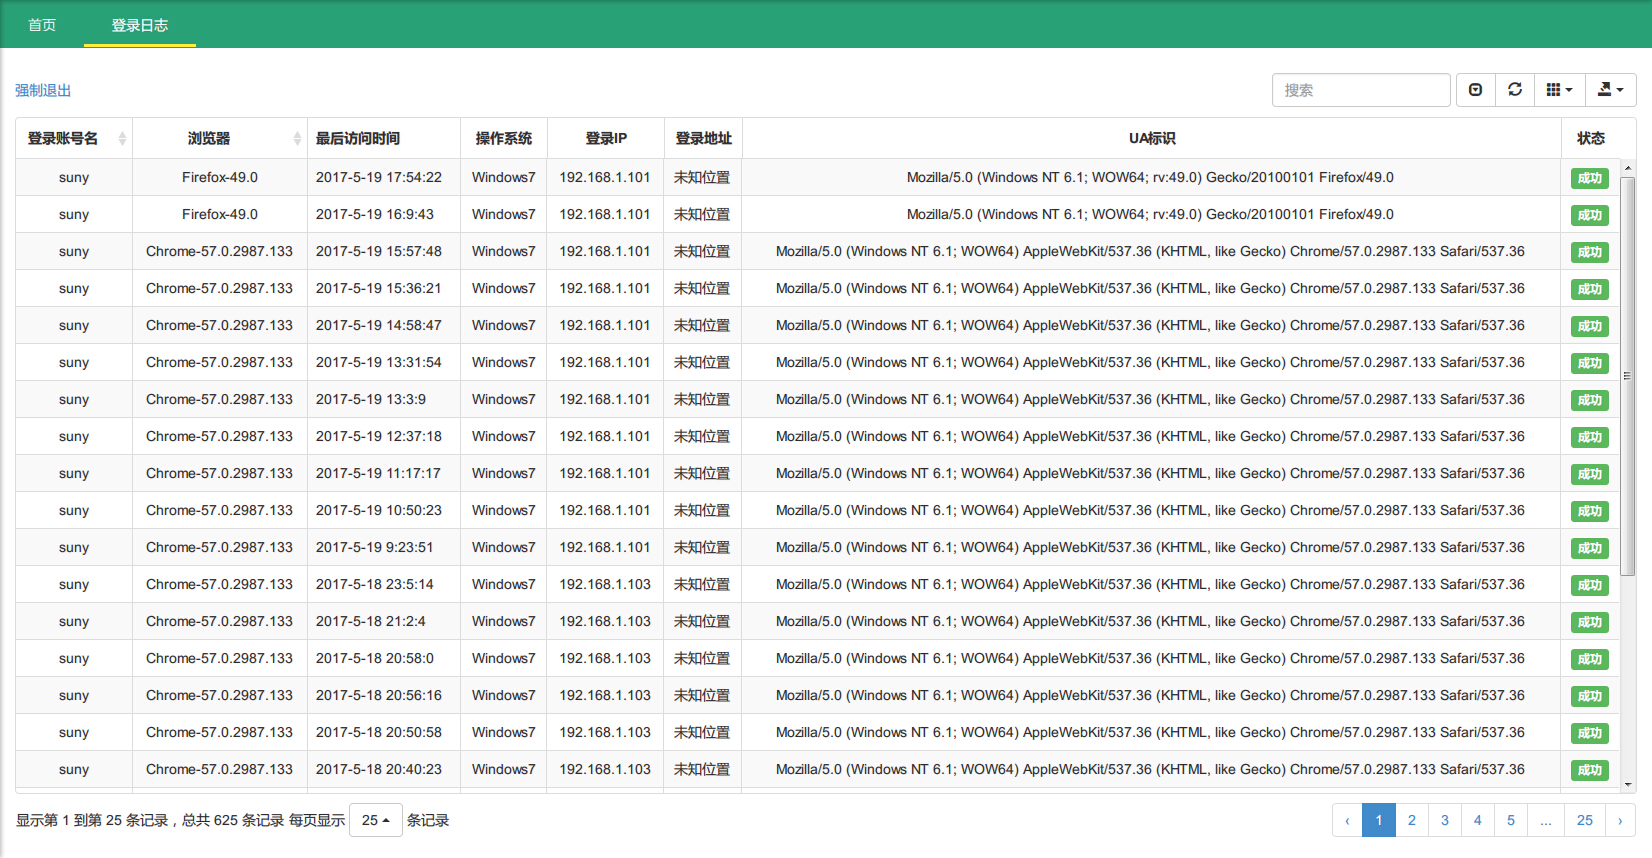 首页 登录日志
强制退出 搜索
登录账号名 浏览器 最后访问时间 操作系统 登录IP 登录地址 UA标识 状态
suny Firefox-49.0 2017-5-19 17:54:22 Windows7 192.168.1.101 未知位置 Mozilla/5.0 (Windows NT 6.1; WOW64; rv:49.0) Gecko/20100101 Firefox/49.0 成功
suny Firefox-49.0 2017-5-19 16:9:43 Windows7 192.168.1.101 未知位置 Mozilla/5.0 (Windows NT 6.1; WOW64; rv:49.0) Gecko/20100101 Firefox/49.0 成功
suny Chrome-57.0.2987.133 2017-5-19 15:57:48 Windows7 192.168.1.101 未知位置 Mozilla/5.0 (Windows NT 6.1; WOW64) AppleWebKit/537.36 (KHTML, like Gecko) Chrome/57.0.2987.133 Safari/537.36 成功
suny Chrome-57.0.2987.133 2017-5-19 15:36:21 Windows7 192.168.1.101 未知位置 Mozilla/5.0 (Windows NT 6.1; WOW64) AppleWebKit/537.36 (KHTML, like Gecko) Chrome/57.0.2987.133 Safari/537.36 成功
suny Chrome-57.0.2987.133 2017-5-19 14:58:47 Windows7 192.168.1.101 未知位置 Mozilla/5.0 (Windows NT 6.1; WOW64) AppleWebKit/537.36 (KHTML, like Gecko) Chrome/57.0.2987.133 Safari/537.36 成功
suny Chrome-57.0.2987.133 2017-5-19 13:31:54 Windows7 192.168.1.101 未知位置 Mozilla/5.0 (Windows NT 6.1; WOW64) AppleWebKit/537.36 (KHTML, like Gecko) Chrome/57.0.2987.133 Safari/537.36 成功
suny Chrome-57.0.2987.133 2017-5-19 13:3:9 Windows7 192.168.1.101 未知位置 Mozilla/5.0 (Windows NT 6.1; WOW64) AppleWebKit/537.36 (KHTML, like Gecko) Chrome/57.0.2987.133 Safari/537.36 成功
suny Chrome-57.0.2987.133 2017-5-19 12:37:18 Windows7 192.168.1.101 未知位置 Mozilla/5.0 (Windows NT 6.1; WOW64) AppleWebKit/537.36 (KHTML, like Gecko) Chrome/57.0.2987.133 Safari/537.36 成功
suny Chrome-57.0.2987.133 2017-5-19 11:17:17 Windows7 192.168.1.101 未知位置 Mozilla/5.0 (Windows NT 6.1; WOW64) AppleWebKit/537.36 (KHTML, like Gecko) Chrome/57.0.2987.133 Safari/537.36 成功
suny Chrome-57.0.2987.133 2017-5-19 10:50:23 Windows7 192.168.1.101 未知位置 Mozilla/5.0 (Windows NT 6.1; WOW64) AppleWebKit/537.36 (KHTML, like Gecko) Chrome/57.0.2987.133 Safari/537.36 成功
suny Chrome-57.0.2987.133 2017-5-19 9:23:51 Windows7 192.168.1.101 未知位置 Mozilla/5.0 (Windows NT 6.1; WOW64) AppleWebKit/537.36 (KHTML, like Gecko) Chrome/57.0.2987.133 Safari/537.36 成功
suny Chrome-57.0.2987.133 2017-5-18 23:5:14 Windows7 192.168.1.103 未知位置 Mozilla/5.0 (Windows NT 6.1; WOW64) AppleWebKit/537.36 (KHTML, like Gecko) Chrome/57.0.2987.133 Safari/537.36 成功
suny Chrome-57.0.2987.133 2017-5-18 21:2:4 Windows7 192.168.1.103 未知位置 Mozilla/5.0 (Windows NT 6.1; WOW64) AppleWebKit/537.36 (KHTML, like Gecko) Chrome/57.0.2987.133 Safari/537.36 成功
suny Chrome-57.0.2987.133 2017-5-18 20:58:0 Windows7 192.168.1.103 未知位置 Mozilla/5.0 (Windows NT 6.1; WOW64) AppleWebKit/537.36 (KHTML, like Gecko) Chrome/57.0.2987.133 Safari/537.36 成功
suny Chrome-57.0.2987.133 2017-5-18 20:56:16 Windows7 192.168.1.103 未知位置 Mozilla/5.0 (Windows NT 6.1; WOW64) AppleWebKit/537.36 (KHTML, like Gecko) Chrome/57.0.2987.133 Safari/537.36 成功
suny Chrome-57.0.2987.133 2017-5-18 20:50:58 Windows7 192.168.1.103 未知位置 Mozilla/5.0 (Windows NT 6.1; WOW64) AppleWebKit/537.36 (KHTML, like Gecko) Chrome/57.0.2987.133 Safari/537.36 成功
suny Chrome-57.0.2987.133 2017-5-18 20:40:23 Windows7 192.168.1.103 未知位置 Mozilla/5.0 (Windows NT 6.1; WOW64) AppleWebKit/537.36 (KHTML, like Gecko) Chrome/57.0.2987.133 Safari/537.36 成功
显示第 1 到第 25 条记录，总共 625 条记录 每页显示 25 条记录 ‹ 1 2 3 4 5 ... 25 ›